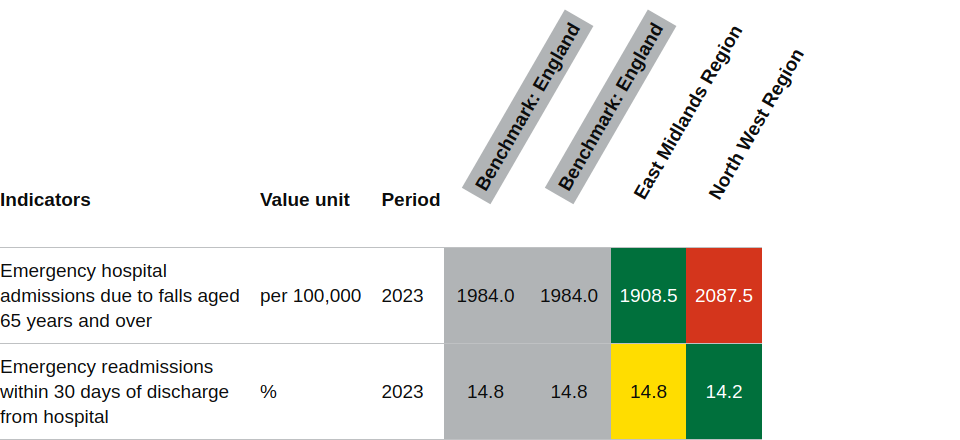 Benchmark: England
Benchmark: England
East Midlands Region
North West Region
Indicators Value unit Period
Emergency hospital
admissions due to falls aged
65 years and over
per 100,000 2023 1984.0 1984.0 1908.5 2087.5
Emergency readmissions
within 30 days of discharge
from hospital
% 2023 14.8 14.8 14.8 14.2